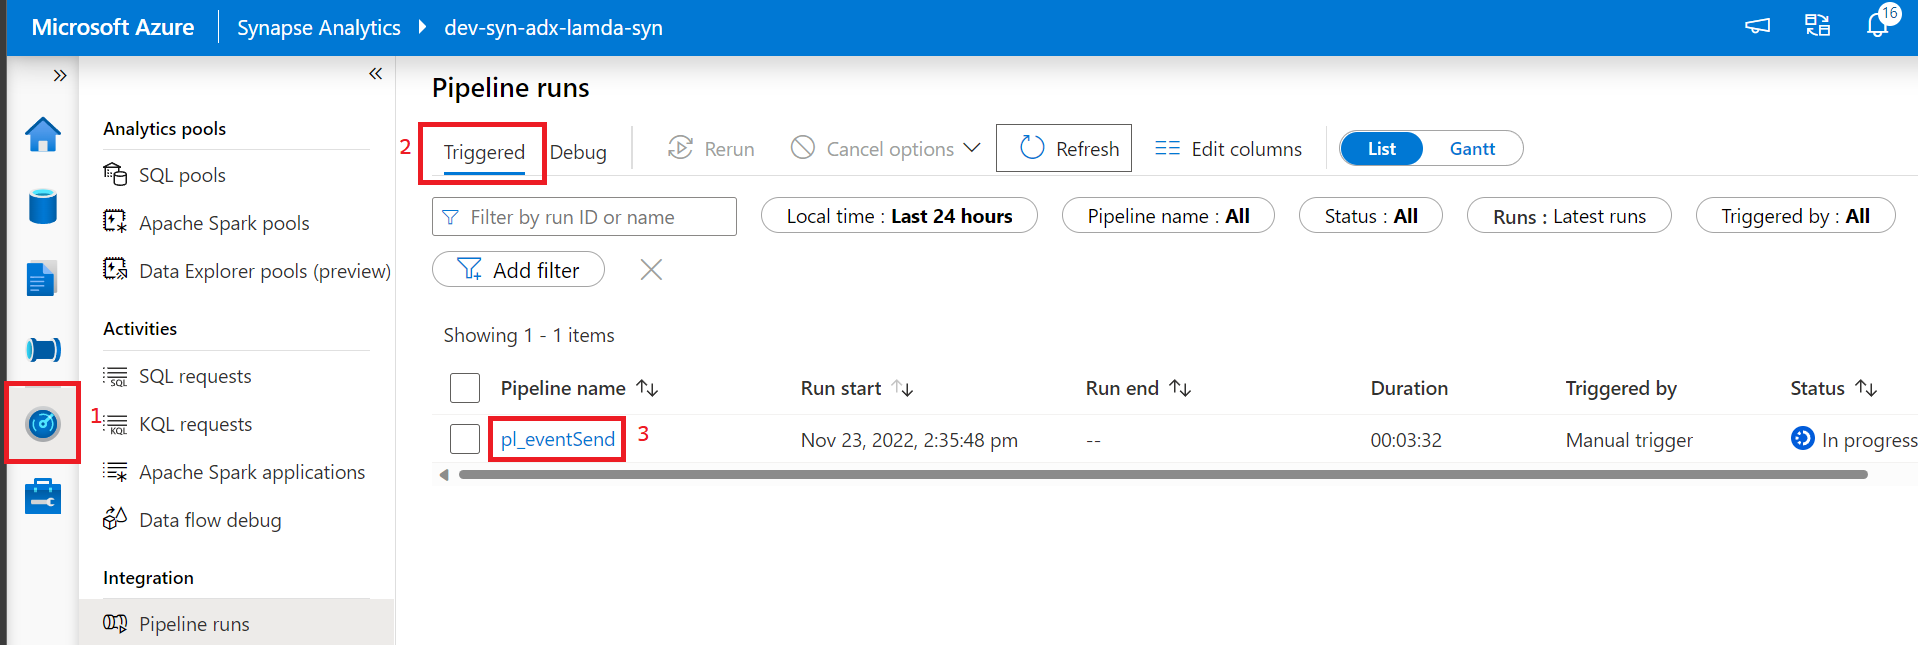 Microsoft Azure
Synapse Analytics
dev-syn-adx-lamda-syn
16
Analytics pools
SQL pools
Apache Spark pools
Data Explorer pools (preview)
Activities
SQL
SQL requests
1
KQL
KQL requests
Apache Spark applications
Data flow debug
Integration
Pipeline runs
Pipeline runs
2
Triggered
Debug
Rerun
Cancel options
Refresh
Edit columns
List
Gantt
Filter by run ID or name
Local time : Last 24 hours
Pipeline name : All
Status : All
Runs : Latest runs
Triggered by : All
Add filter
Showing 1 - 1 items
Pipeline name
Run start
Run end
Duration
Triggered by
Status
pl_eventSend
3
Nov 23, 2022, 2:35:48 pm
--
00:03:32
Manual trigger
In progress